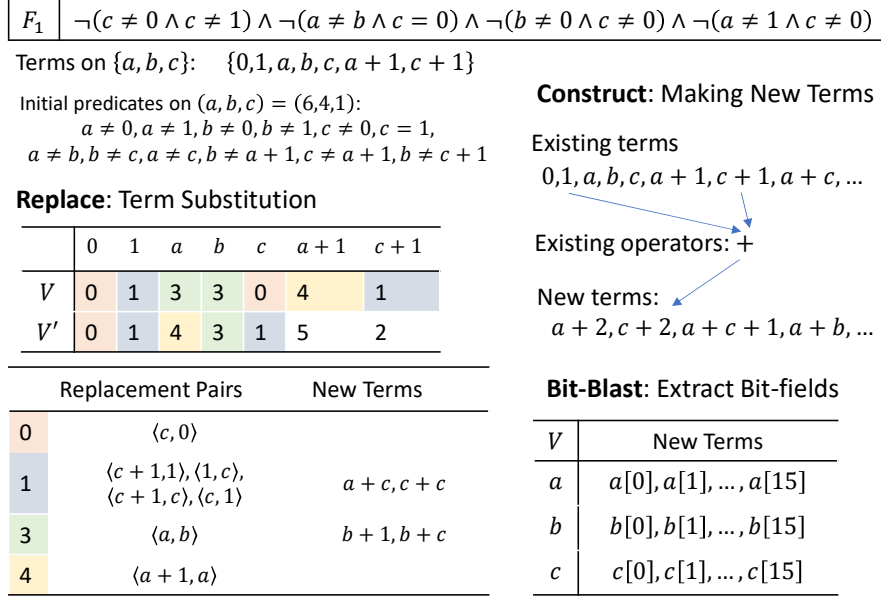 F₁ ¬(c ≠ 0 ∧ c ≠ 1) ∧ ¬(a ≠ b ∧ c = 0) ∧ ¬(b ≠ 0 ∧ c ≠ 0) ∧ ¬(a ≠ 1 ∧ c ≠ 0)
Terms on {a, b, c}: {0,1, a, b, c, a + 1, c + 1}
Initial predicates on (a, b, c) = (6,4,1):
a ≠ 0, a ≠ 1, b ≠ 0, b ≠ 1, c ≠ 0, c = 1,
a ≠ b, b ≠ c, a ≠ c, b ≠ a + 1, c ≠ a + 1, b ≠ c + 1
Replace: Term Substitution
0 1 a b c a + 1 c + 1
V 0 1 3 3 0 4 1
V′ 0 1 4 3 1 5 2
Replacement Pairs New Terms
0 ⟨c, 0⟩
1 ⟨c + 1,1⟩, ⟨1, c⟩,
⟨c + 1, c⟩, ⟨c, 1⟩ a + c, c + c
3 ⟨a, b⟩ b + 1, b + c
4 ⟨a + 1, a⟩
Construct: Making New Terms
Existing terms
0,1, a, b, c, a + 1, c + 1, a + c, …
Existing operators: +
New terms:
a + 2, c + 2, a + c + 1, a + b, …
Bit-Blast: Extract Bit-fields
V New Terms
a a[0], a[1], … , a[15]
b b[0], b[1], … , b[15]
c c[0], c[1], … , c[15]